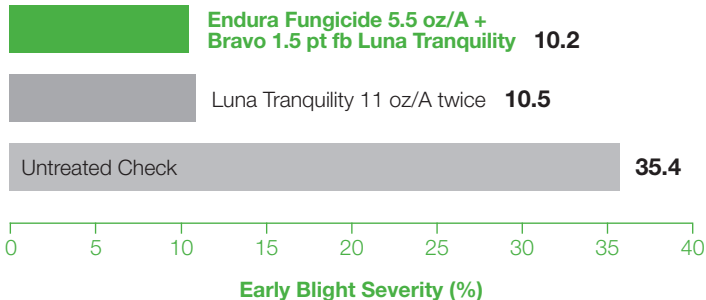 Endura Fungicide 5.5 oz/A +
Bravo 1.5 pt fb Luna Tranquility 10.2
Luna Tranquility 11 oz/A twice 10.5
Untreated Check 35.4
0 5 10 15 20 25 30 35 40
Early Blight Severity (%)